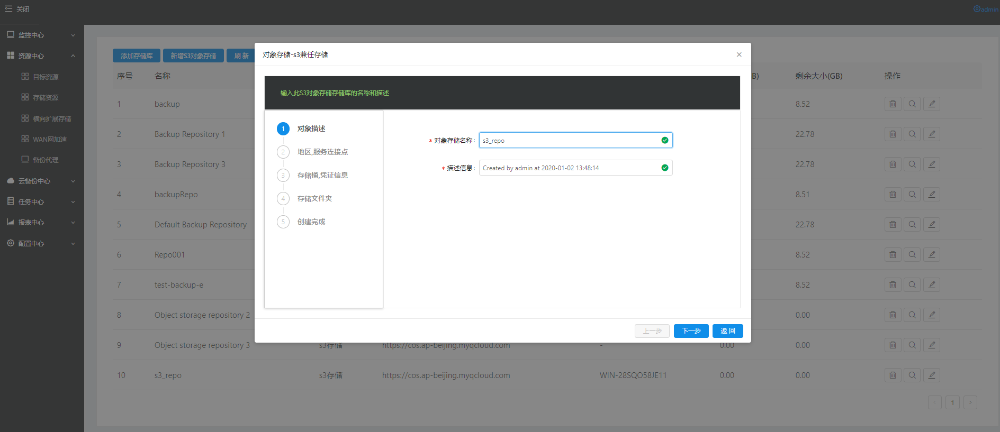 关闭
admin
监控中心
资源中心
目标资源
存储资源
横向扩展存储
WAN网加速
备份代理
云备份中心
任务中心
报表中心
配置中心
添加存储库 新增S3对象存储 刷 新
序号 名称 B) 剩余大小(GB) 操作
1 backup 8.52
2 Backup Repository 1 22.78
3 Backup Repository 3 22.78
4 backupRepo 8.51
5 Default Backup Repository 22.78
6 Repo001 8.52
7 test-backup-e 8.52
8 Object storage repository 2 0.00
9 Object storage repository 3 s3存储 https://cos.ap-beijing.myqcloud.com - 0.00 0.00
10 s3_repo s3存储 https://cos.ap-beijing.myqcloud.com WIN-28SQO58JE11 0.00 0.00
< 1 >
对象存储-s3兼任存储
输入此S3对象存储存储库的名称和描述
1 对象描述
2 地区,服务连接点
3 存储桶,凭证信息
4 存储文件夹
5 创建完成
* 对象存储名称: s3_repo
* 描述信息: Created by admin at 2020-01-02 13:48:14
上一步 下一步 返 回